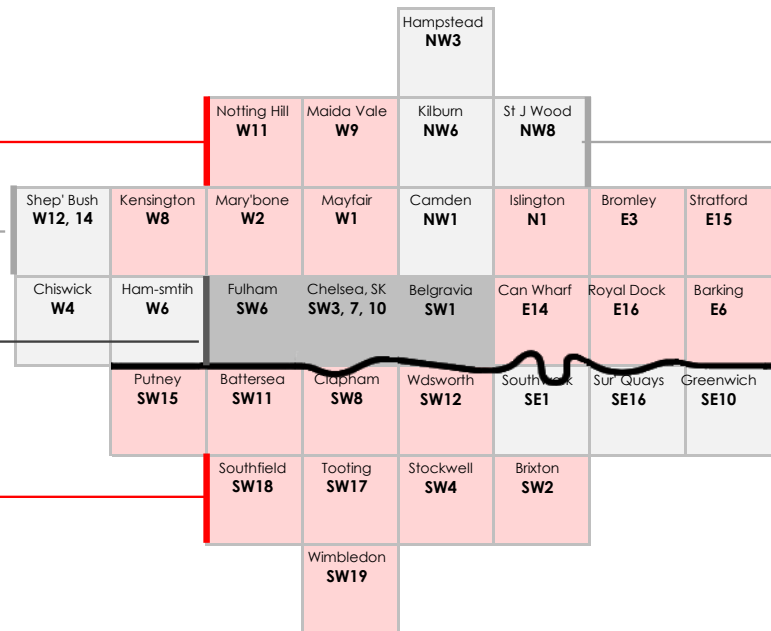 Hampstead
NW3
Notting Hill
W11
Maida Vale
W9
Kilburn
NW6
St J Wood
NW8
Shep' Bush
W12, 14
Kensington
W8
Mary'bone
W2
Mayfair
W1
Camden
NW1
Islington
N1
Bromley
E3
Stratford
E15
Chiswick
W4
Ham-smtih
W6
Fulham
SW6
Chelsea, SK
SW3, 7, 10
Belgravia
SW1
Can Wharf
E14
Royal Dock
E16
Barking
E6
Putney
SW15
Battersea
SW11
Clapham
SW8
Wdsworth
SW12
Southwark
SE1
Sur' Quays
SE16
Greenwich
SE10
Southfield
SW18
Tooting
SW17
Stockwell
SW4
Brixton
SW2
Wimbledon
SW19